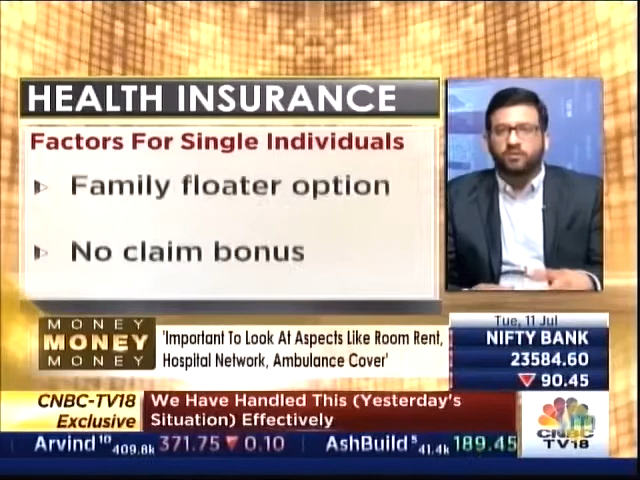 HEALTH INSURANCE
Factors For Single Individuals
Family floater option
No claim bonus
MONEY
MONEY
MONEY
'Important To Look At Aspects Like Room Rent,
Hospital Network, Ambulance Cover'
Tue, 11 Jul
NIFTY BANK
23584.60
▼ 90.45
CNBC-TV18
Exclusive
We Have Handled This (Yesterday's
Situation) Effectively
CNBC
TV18
Arvind 10 409.8k 371.75 ▼ 0.10 AshBuild 5 41.4k 189.45